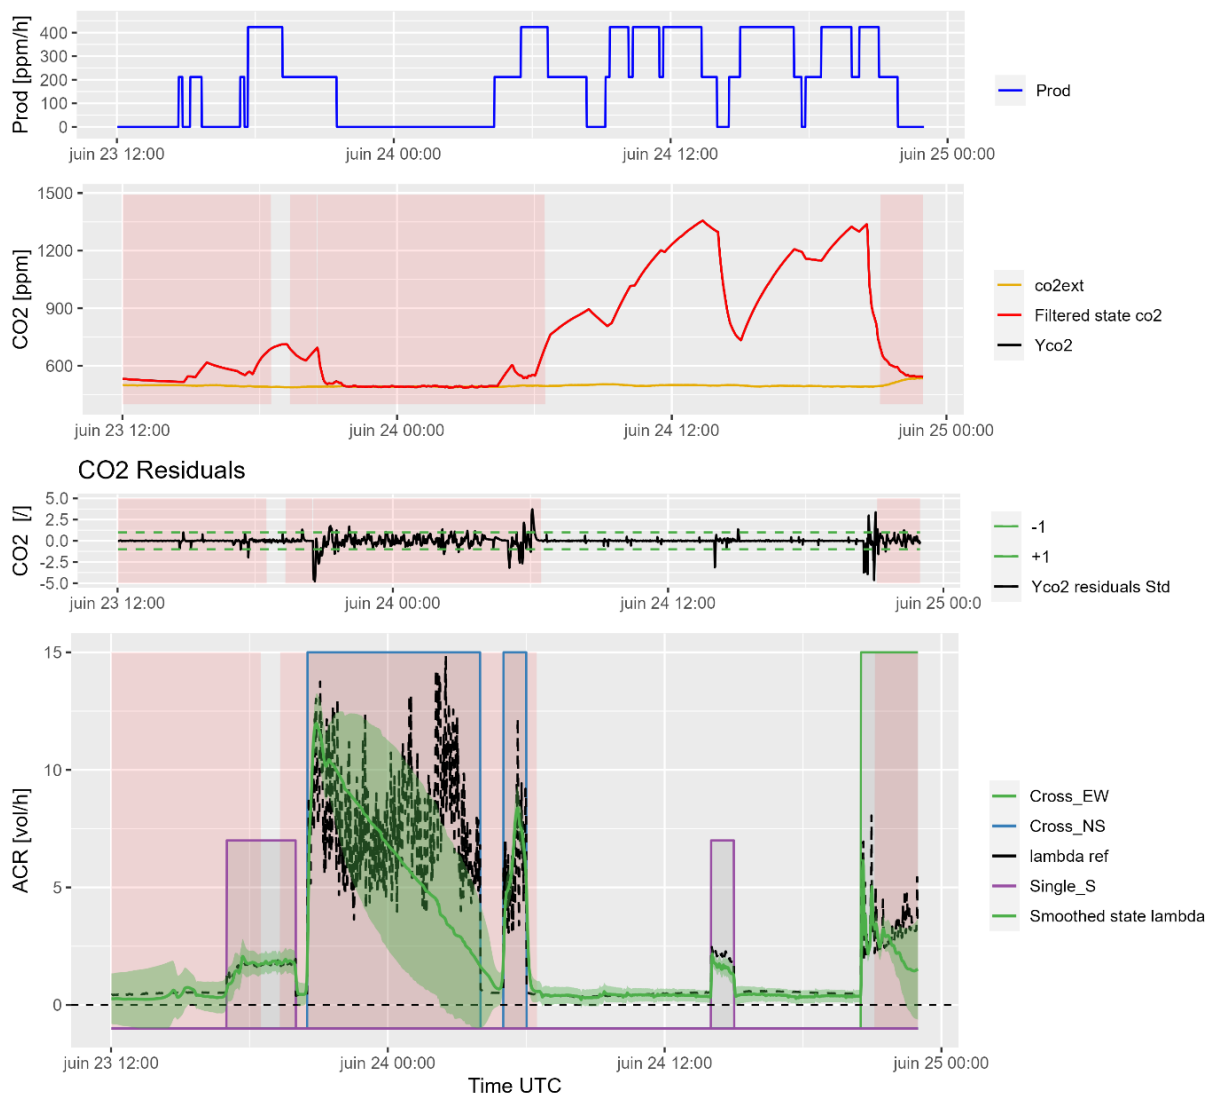 Prod [ppm/h]
400
300
200
100
0
juin 23 12:00
juin 24 00:00
juin 24 12:00
juin 25 00:00
Prod
CO2 [ppm]
1500
1200
900
600
juin 23 12:00
juin 24 00:00
juin 24 12:00
juin 25 00:00
co2ext
Filtered state co2
Yco2
CO2 Residuals
CO2 [/]
5.0
2.5
0.0
-2.5
-5.0
juin 23 12:00
juin 24 00:00
juin 24 12:00
juin 25 00:0
-1
+1
Yco2 residuals Std
ACR [vol/h]
15
10
5
0
juin 23 12:00
juin 24 00:00
juin 24 12:00
juin 25 00:00
Time UTC
Cross_EW
Cross_NS
lambda ref
Single_S
Smoothed state lambda